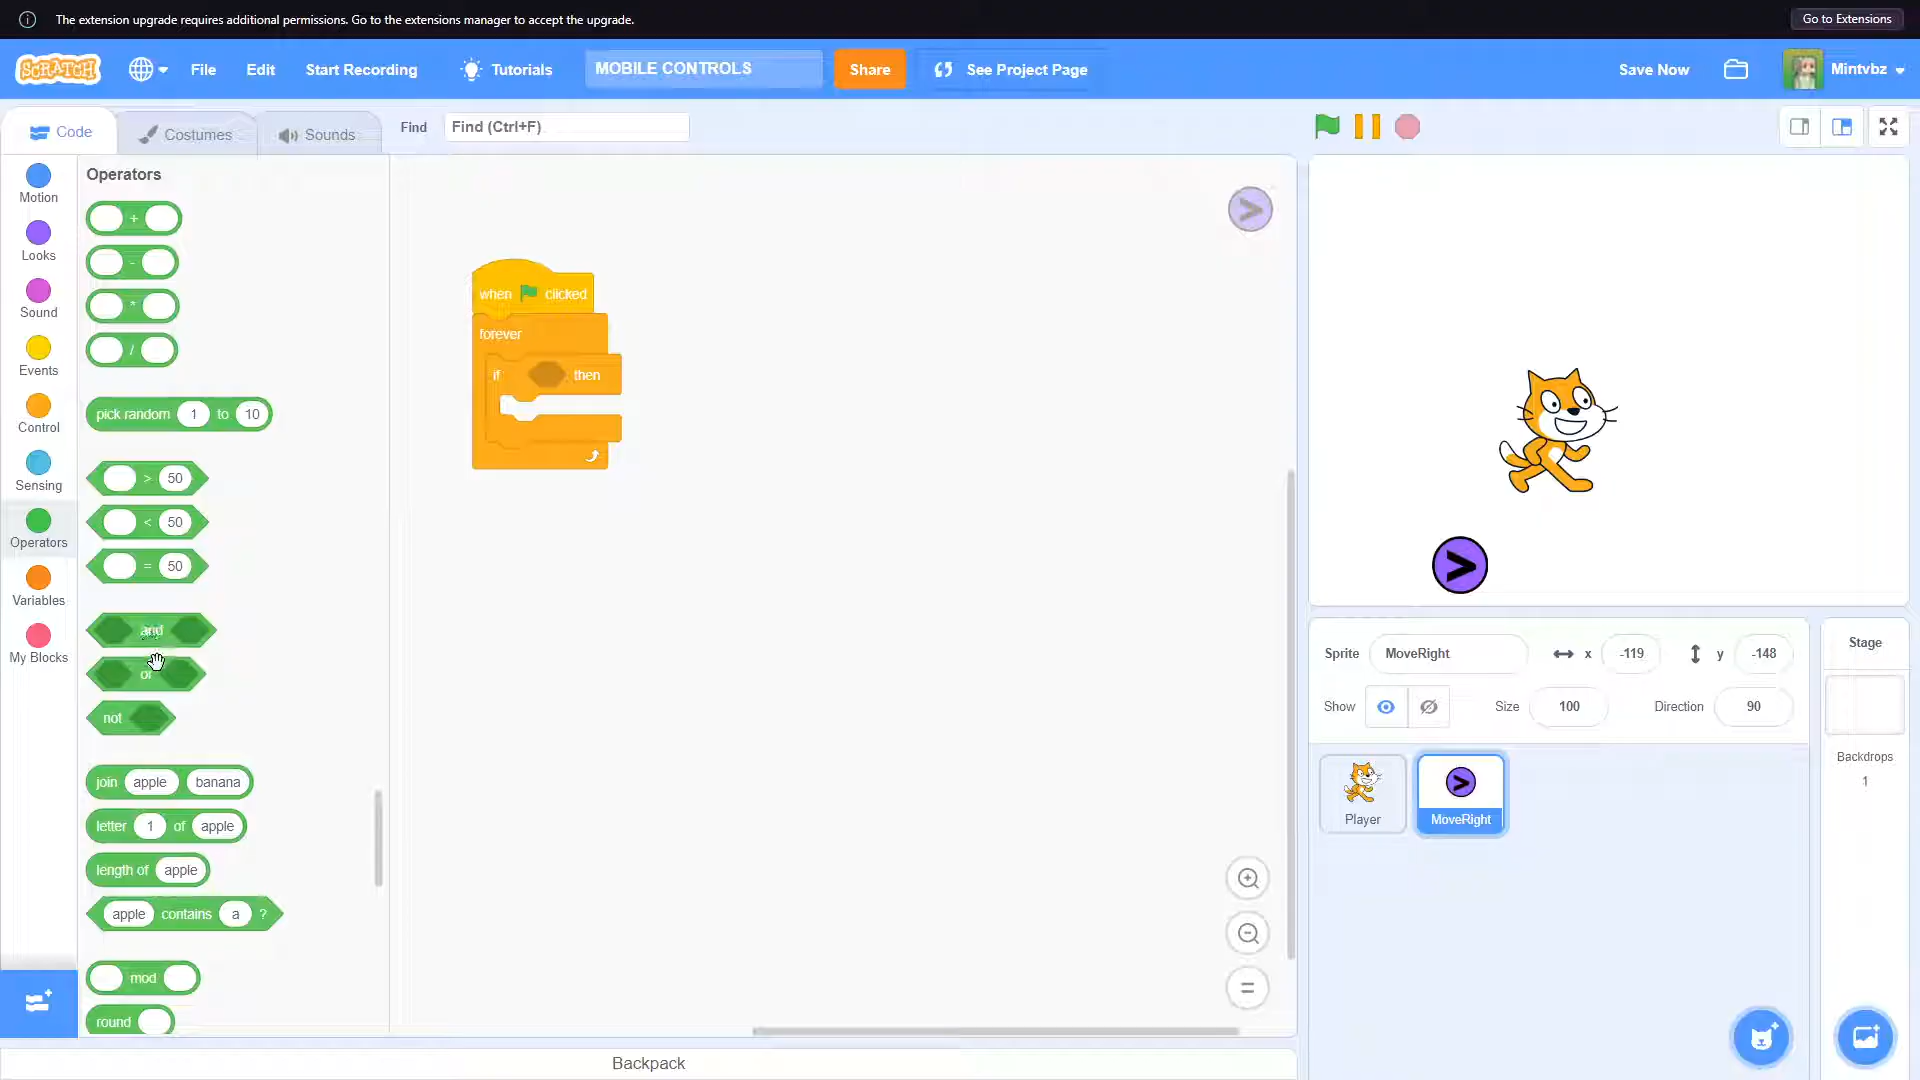 The extension upgrade requires additional permissions. Go to the extensions manager to accept the upgrade.
Go to Extensions
SCRATCH
File
Edit
Start Recording
Tutorials
MOBILE CONTROLS
Share
See Project Page
Save Now
Mintvbz
Code
Costumes
Sounds
Find
Find (Ctrl+F)
Motion
Looks
Sound
Events
Control
Sensing
Operators
Variables
My Blocks
Operators
+
-
*
/
pick random 1 to 10
> 50
< 50
= 50
and
or
not
join apple banana
letter 1 of apple
length of apple
apple contains a ?
mod
round
when clicked
forever
if then
>
>
Sprite MoveRight x -119 y -148
Show Size 100 Direction 90
>
Player
MoveRight
Stage
Backdrops
1
=
Backpack